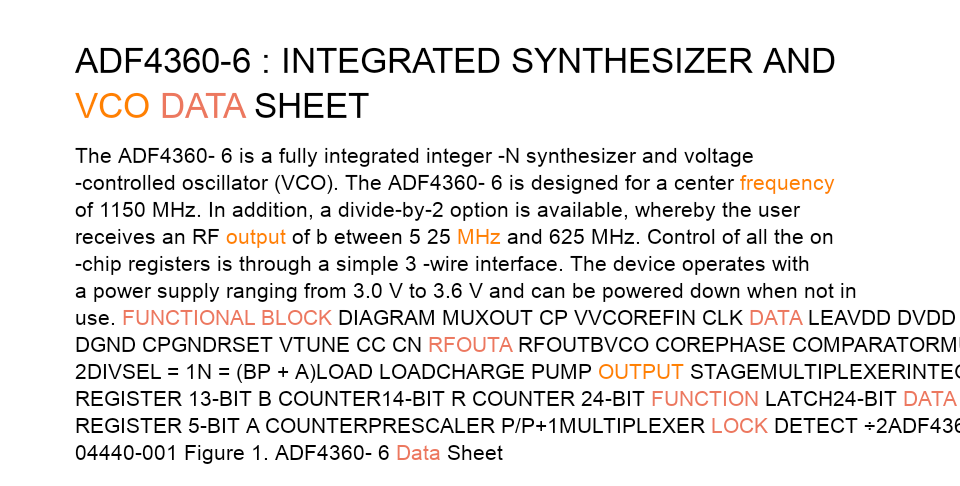 ADF4360-6 : INTEGRATED SYNTHESIZER AND
VCO DATA SHEET
The ADF4360- 6 is a fully integrated integer -N synthesizer and voltage
-controlled oscillator (VCO). The ADF4360- 6 is designed for a center frequency
of 1150 MHz. In addition, a divide-by-2 option is available, whereby the user
receives an RF output of b etween 5 25 MHz and 625 MHz. Control of all the on
-chip registers is through a simple 3 -wire interface. The device operates with
a power supply ranging from 3.0 V to 3.6 V and can be powered down when not in
use. FUNCTIONAL BLOCK DIAGRAM MUXOUT CP VVCOREFIN CLK DATA LEAVDD DVDD
DGND CPGNDRSET VTUNE CC CN RFOUTA RFOUTBVCO COREPHASE COMPARATORMU
2DIVSEL = 1N = (BP + A)LOAD LOADCHARGE PUMP OUTPUT STAGEMULTIPLEXERINTEG
REGISTER 13-BIT B COUNTER14-BIT R COUNTER 24-BIT FUNCTION LATCH24-BIT DATA
REGISTER 5-BIT A COUNTERPRESCALER P/P+1MULTIPLEXER LOCK DETECT ÷2ADF436
04440-001 Figure 1. ADF4360- 6 Data Sheet